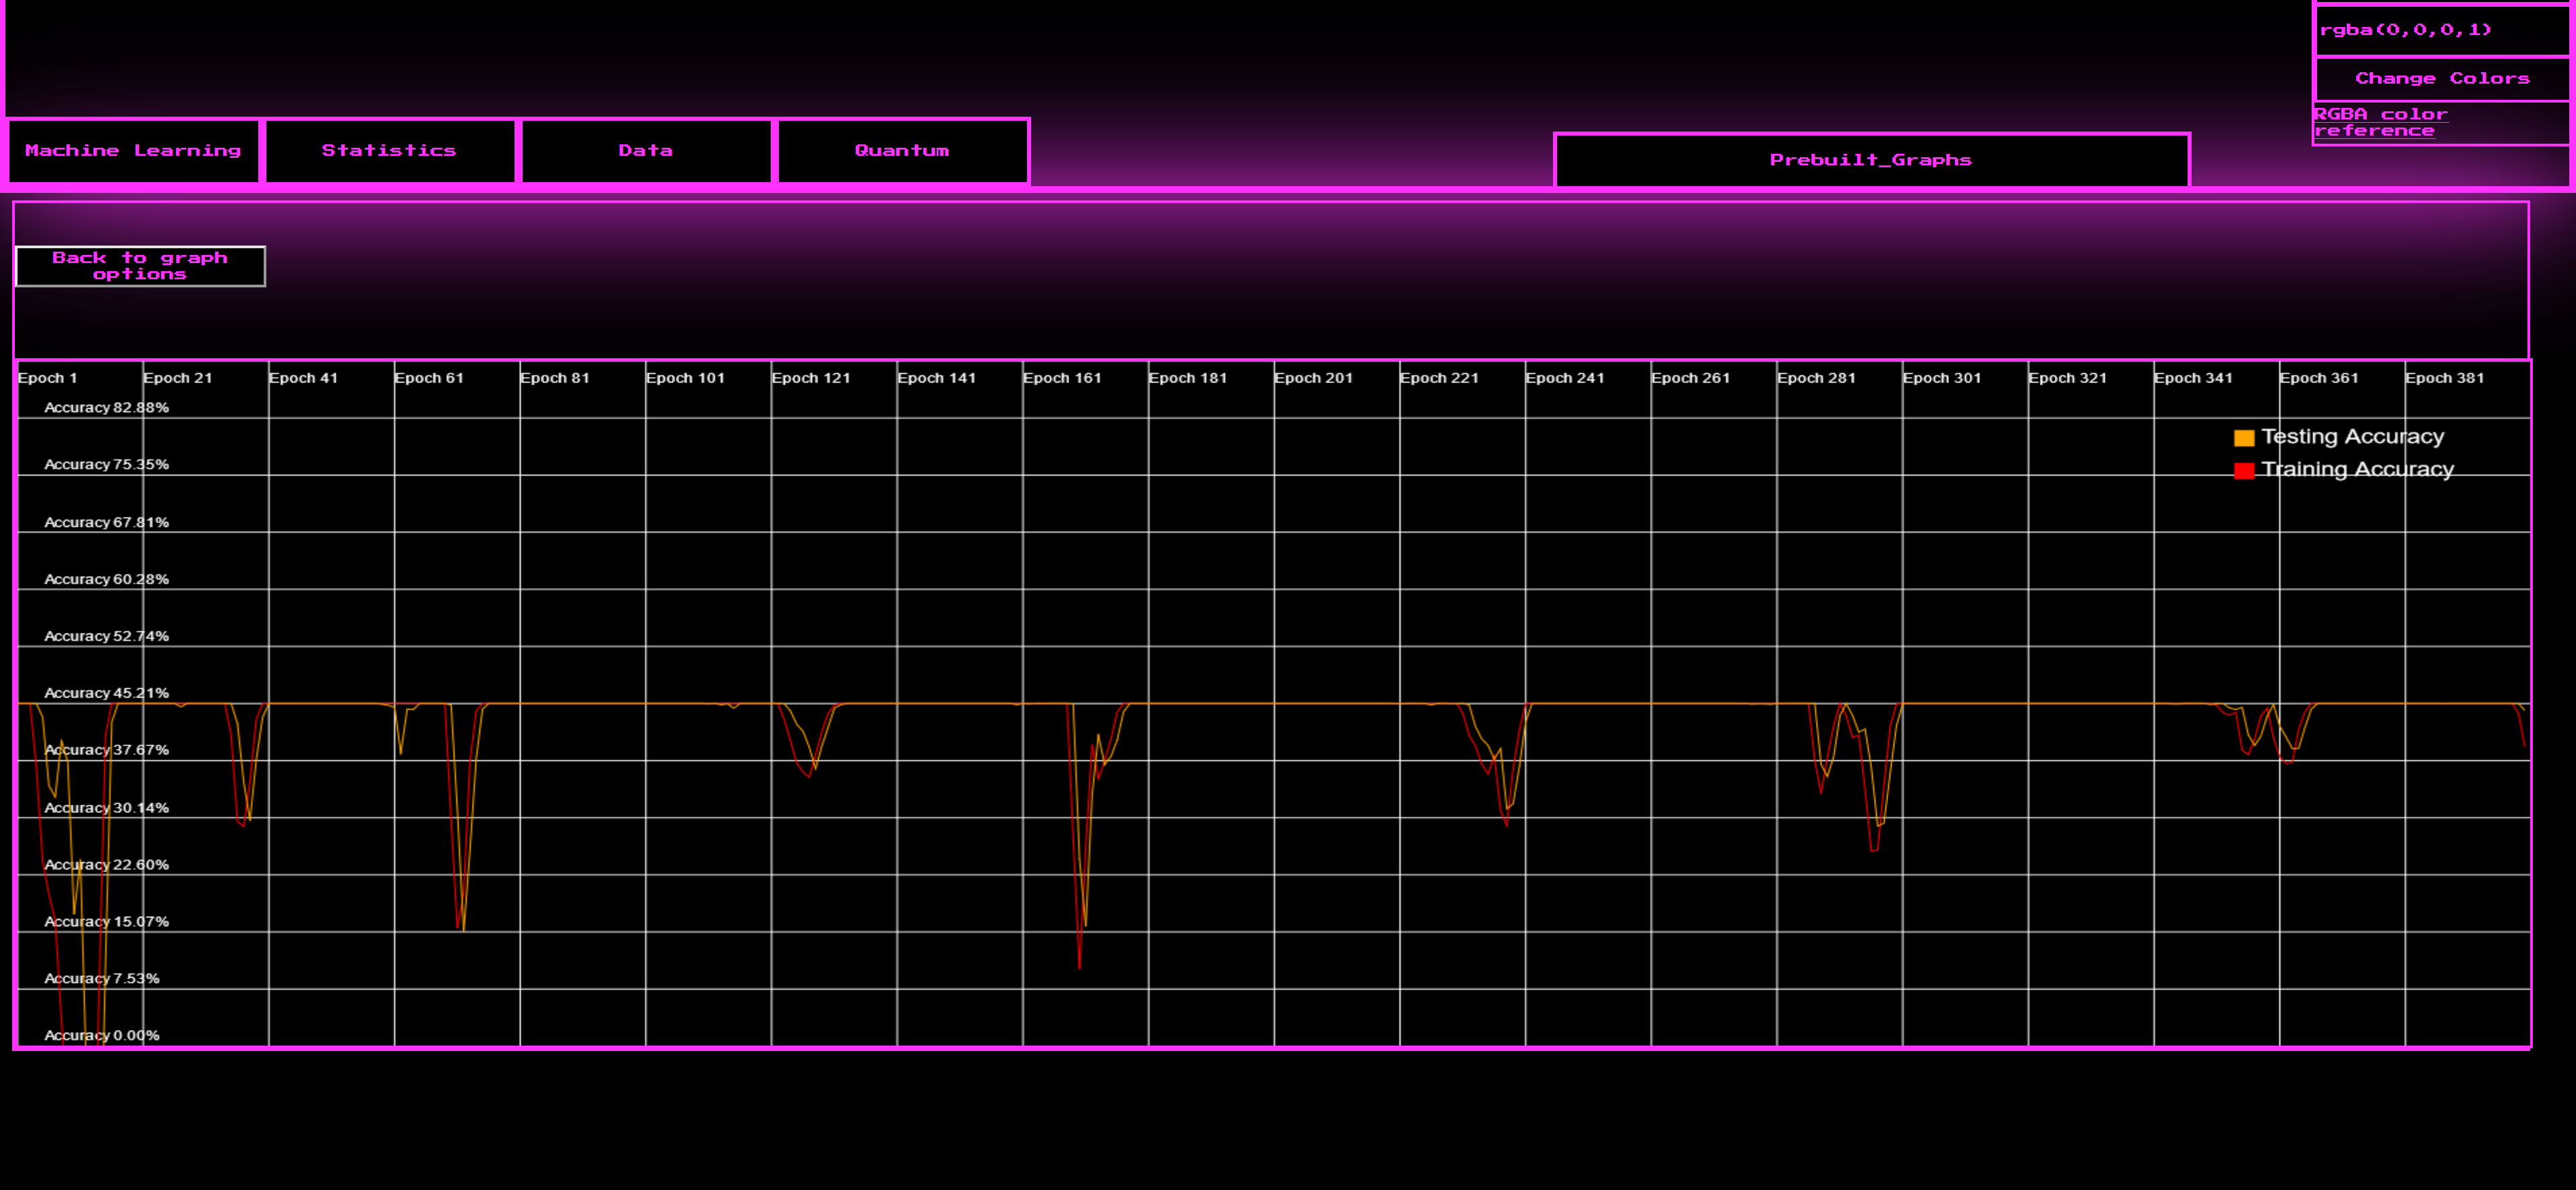 rgba(0,0,0,1)
Change Colors
RGBA color
reference
Machine Learning
Statistics
Data
Quantum
Prebuilt_Graphs
Back to graph
options
Epoch 1
Epoch 21
Epoch 41
Epoch 61
Epoch 81
Epoch 101
Epoch 121
Epoch 141
Epoch 161
Epoch 181
Epoch 201
Epoch 221
Epoch 241
Epoch 261
Epoch 281
Epoch 301
Epoch 321
Epoch 341
Epoch 361
Epoch 381
Accuracy 82.88%
Testing Accuracy
Accuracy 75.35%
Training Accuracy
Accuracy 67.81%
Accuracy 60.28%
Accuracy 52.74%
Accuracy 45.21%
Accuracy 37.67%
Accuracy 30.14%
Accuracy 22.60%
Accuracy 15.07%
Accuracy 7.53%
Accuracy 0.00%